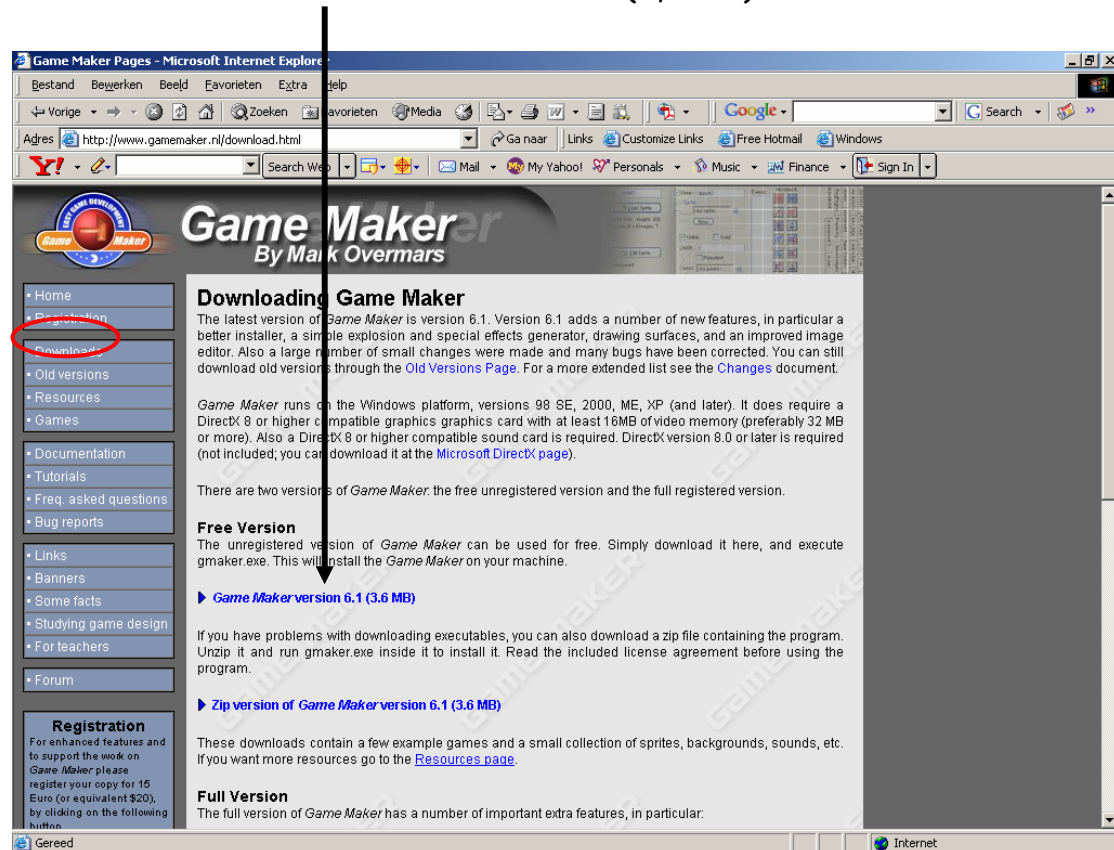 Game Maker Pages - Microsoft Internet Explorer
Bestand Bewerken Beeld Favorieten Extra Help
Vorige Zoeken Favorieten Media Google Search »
Adres http://www.gamemaker.nl/download.html Ga naar Links Customize Links Free Hotmail Windows
Y! Search Web Mail My Yahoo! Personals Music Finance Sign In
EASY GAME DEVELOPMENT
Game Maker
Game Maker
By Mark Overmars
• Home
• Registration
• Downloads
• Old versions
• Resources
• Games
• Documentation
• Tutorials
• Freq. asked questions
• Bug reports
• Links
• Banners
• Some facts
• Studying game design
• For teachers
• Forum
Registration
For enhanced features and
to support the work on
Game Maker please
register your copy for 15
Euro (or equivalent $20),
by clicking on the following
button
Downloading Game Maker
The latest version of Game Maker is version 6.1. Version 6.1 adds a number of new features, in particular a
better installer, a simple explosion and special effects generator, drawing surfaces, and an improved image
editor. Also a large number of small changes were made and many bugs have been corrected. You can still
download old versions through the Old Versions Page. For a more extended list see the Changes document.
Game Maker runs on the Windows platform, versions 98 SE, 2000, ME, XP (and later). It does require a
DirectX 8 or higher compatible graphics graphics card with at least 16MB of video memory (preferably 32 MB
or more). Also a DirectX 8 or higher compatible sound card is required. DirectX version 8.0 or later is required
(not included; you can download it at the Microsoft DirectX page).
There are two versions of Game Maker: the free unregistered version and the full registered version.
Free Version
The unregistered version of Game Maker can be used for free. Simply download it here, and execute
gmaker.exe. This will install the Game Maker on your machine.
Game Maker version 6.1 (3.6 MB)
If you have problems with downloading executables, you can also download a zip file containing the program.
Unzip it and run gmaker.exe inside it to install it. Read the included license agreement before using the
program.
Zip version of Game Maker version 6.1 (3.6 MB)
These downloads contain a few example games and a small collection of sprites, backgrounds, sounds, etc.
If you want more resources go to the Resources page.
Full Version
The full version of Game Maker has a number of important extra features, in particular:
Gereed Internet